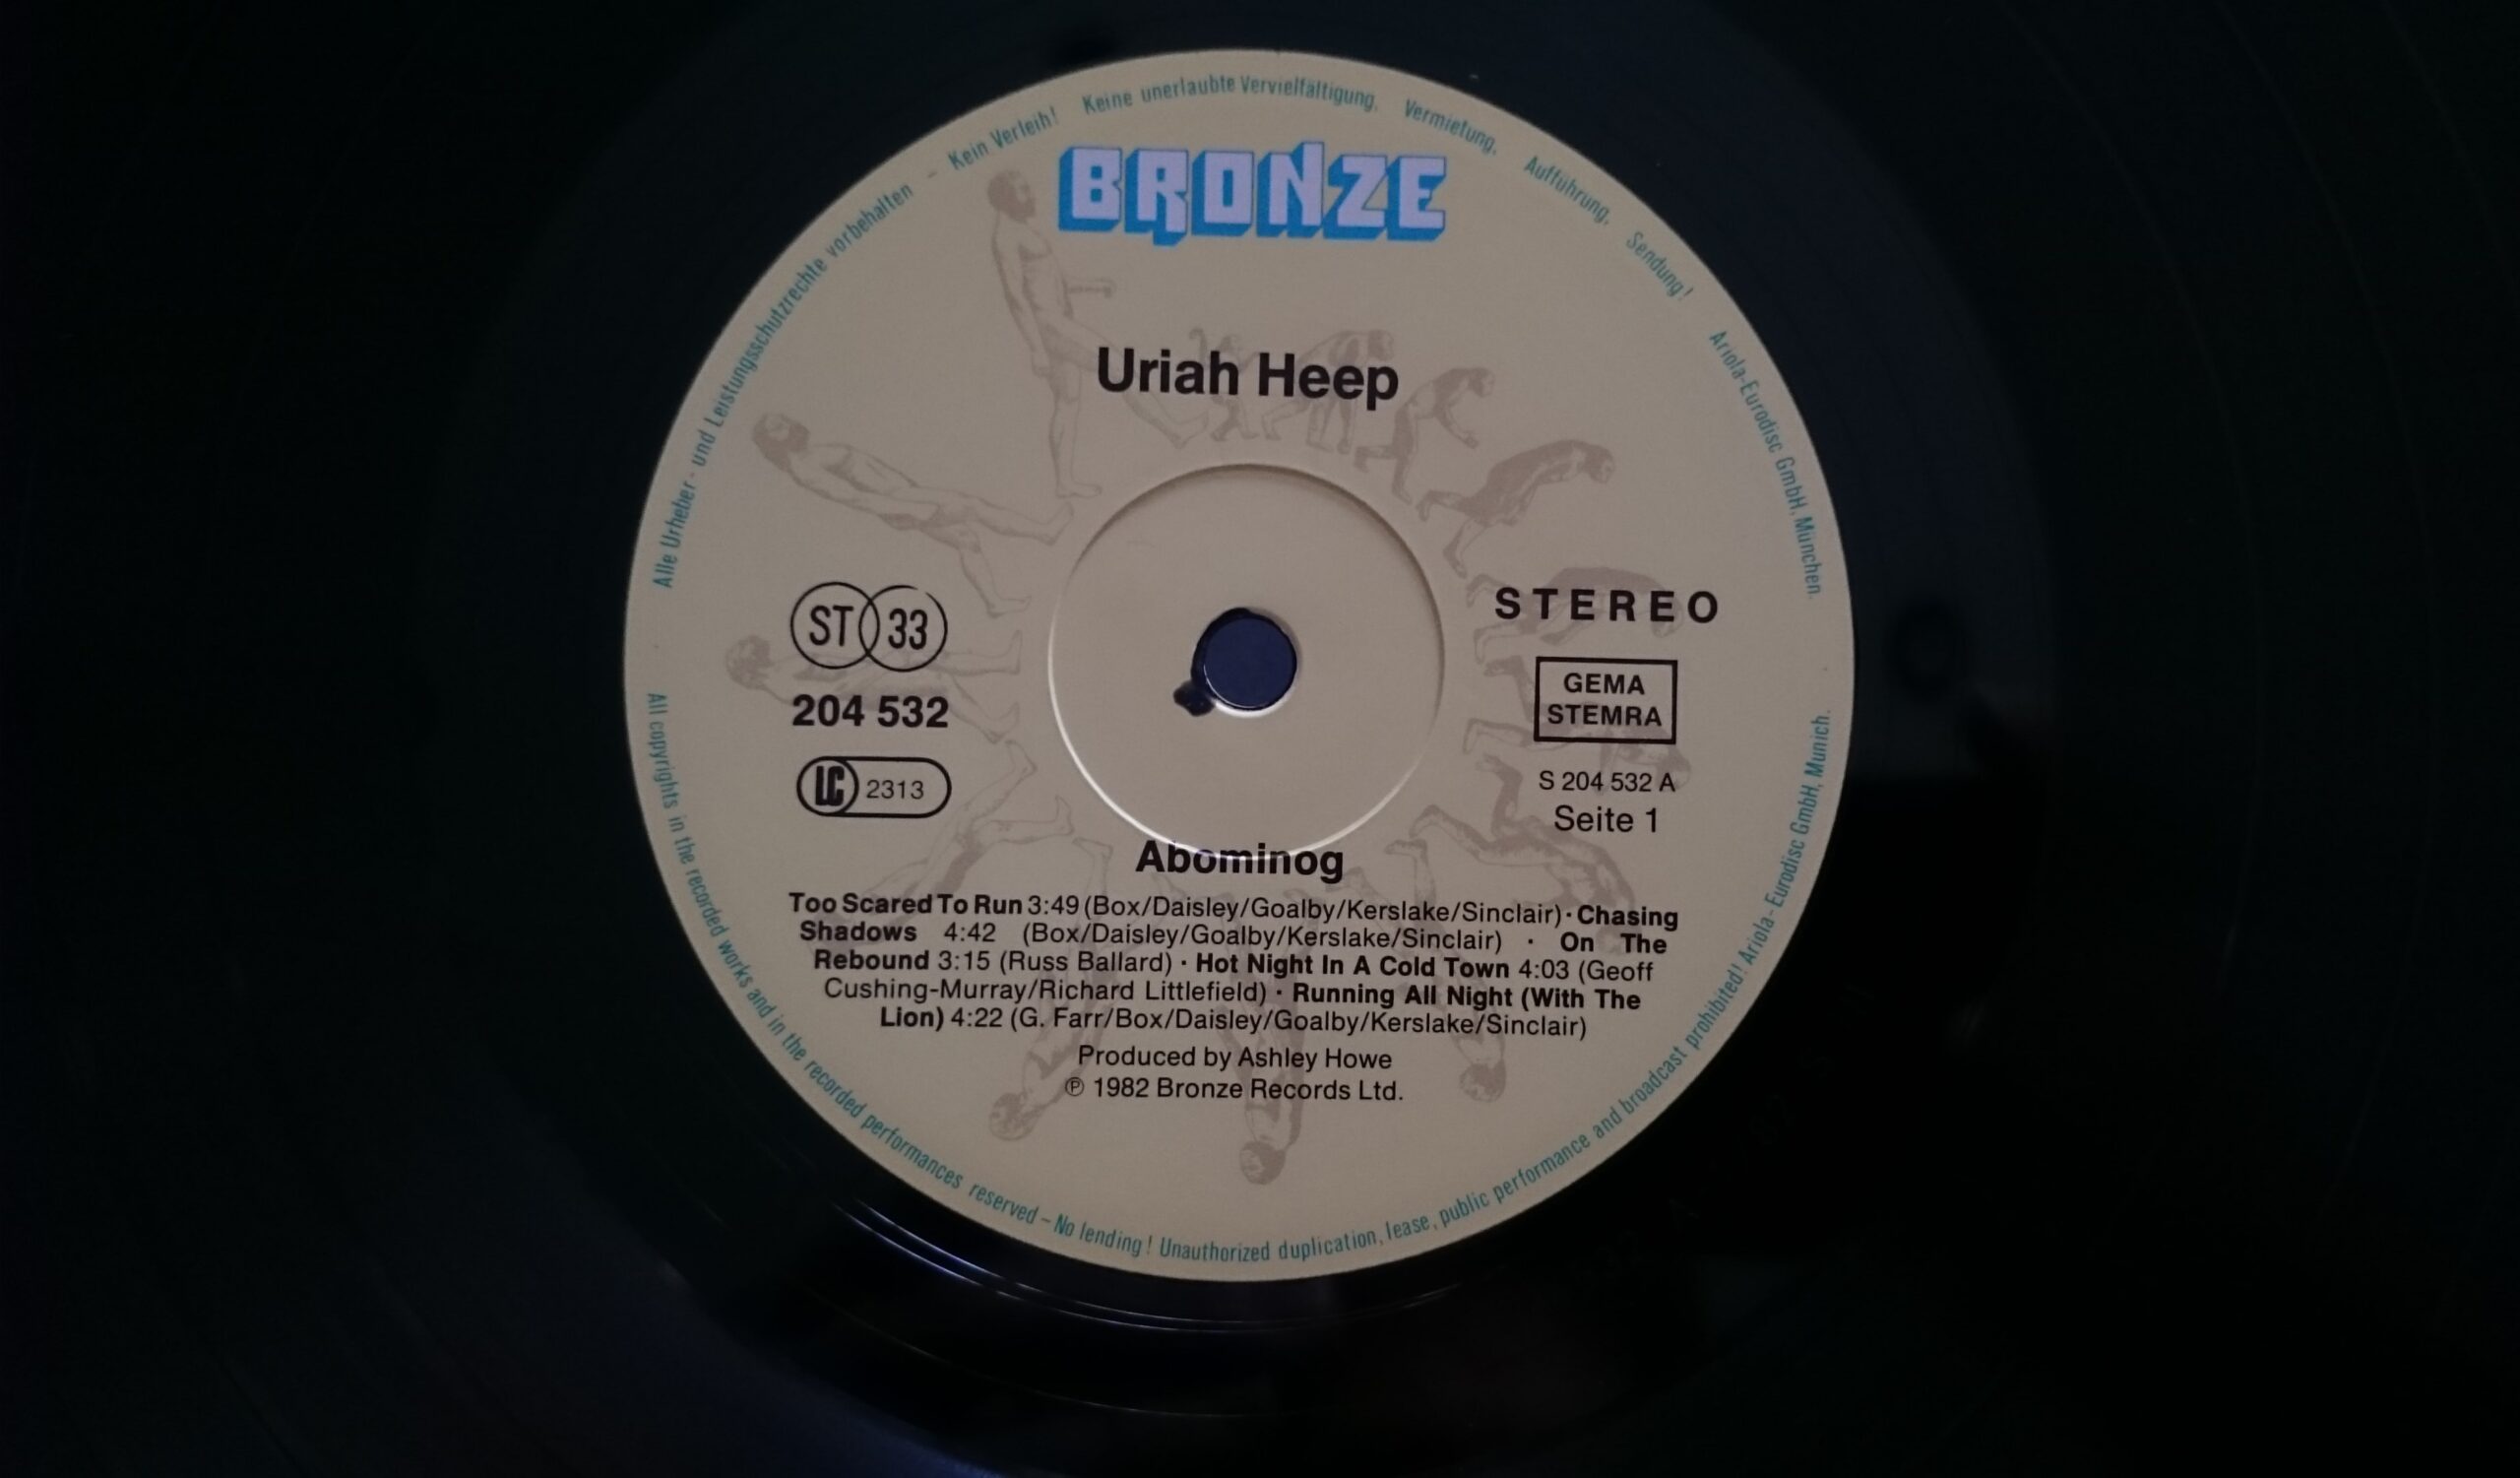 Alle Urheber- und Leistungsschutzrechte vorbehalten – Kein Verleih! Keine unerlaubte Vervielfältigung, Vermietung, Aufführung, Sendung! Ariola-Eurodisc GmbH, München.
BRONZE
Uriah Heep
ST 33
204 532
LC 2313
STEREO
GEMA
STEMRA
S 204 532 A
Seite 1
Abominog
Too Scared To Run 3:49 (Box/Daisley/Goalby/Kerslake/Sinclair) · Chasing
Shadows 4:42 (Box/Daisley/Goalby/Kerslake/Sinclair) · On The
Rebound 3:15 (Russ Ballard) · Hot Night In A Cold Town 4:03 (Geoff
Cushing-Murray/Richard Littlefield) · Running All Night (With The
Lion) 4:22 (G. Farr/Box/Daisley/Goalby/Kerslake/Sinclair)
Produced by Ashley Howe
℗ 1982 Bronze Records Ltd.
All copyrights in the recorded works and in the recorded performances reserved – No lending! Unauthorized duplication, lease, public performance and broadcast prohibited! Ariola-Eurodisc GmbH, Munich.